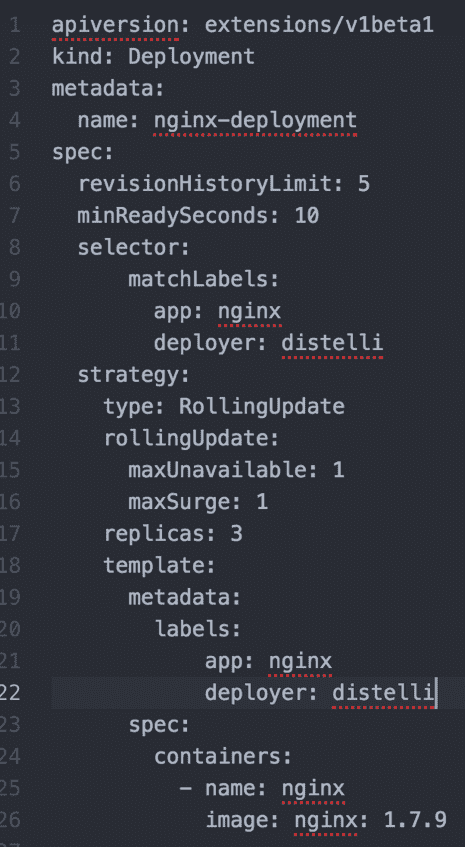 1 apiversion: extensions/v1beta1
2 kind: Deployment
3 metadata:
4   name: nginx-deployment
5 spec:
6   revisionHistoryLimit: 5
7   minReadySeconds: 10
8   selector:
9       matchLabels:
10         app: nginx
11         deployer: distelli
12   strategy:
13     type: RollingUpdate
14     rollingUpdate:
15       maxUnavailable: 1
16       maxSurge: 1
17     replicas: 3
18     template:
19       metadata:
20         labels:
21             app: nginx
22             deployer: distelli
23       spec:
24         containers:
25           - name: nginx
26             image: nginx: 1.7.9